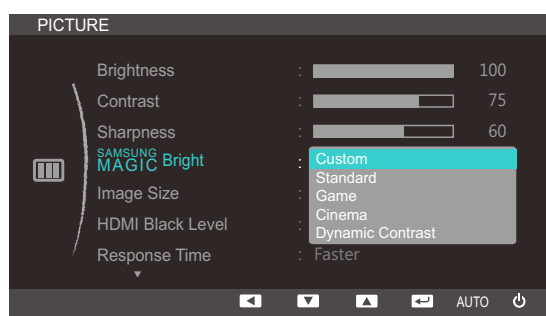 PICTURE
Brightness : 100
Contrast : 75
Sharpness : 60
SAMSUNG
MAGIC Bright : Custom
Standard
Image Size : Game
Cinema
HDMI Black Level : Dynamic Contrast
Response Time : Faster
AUTO